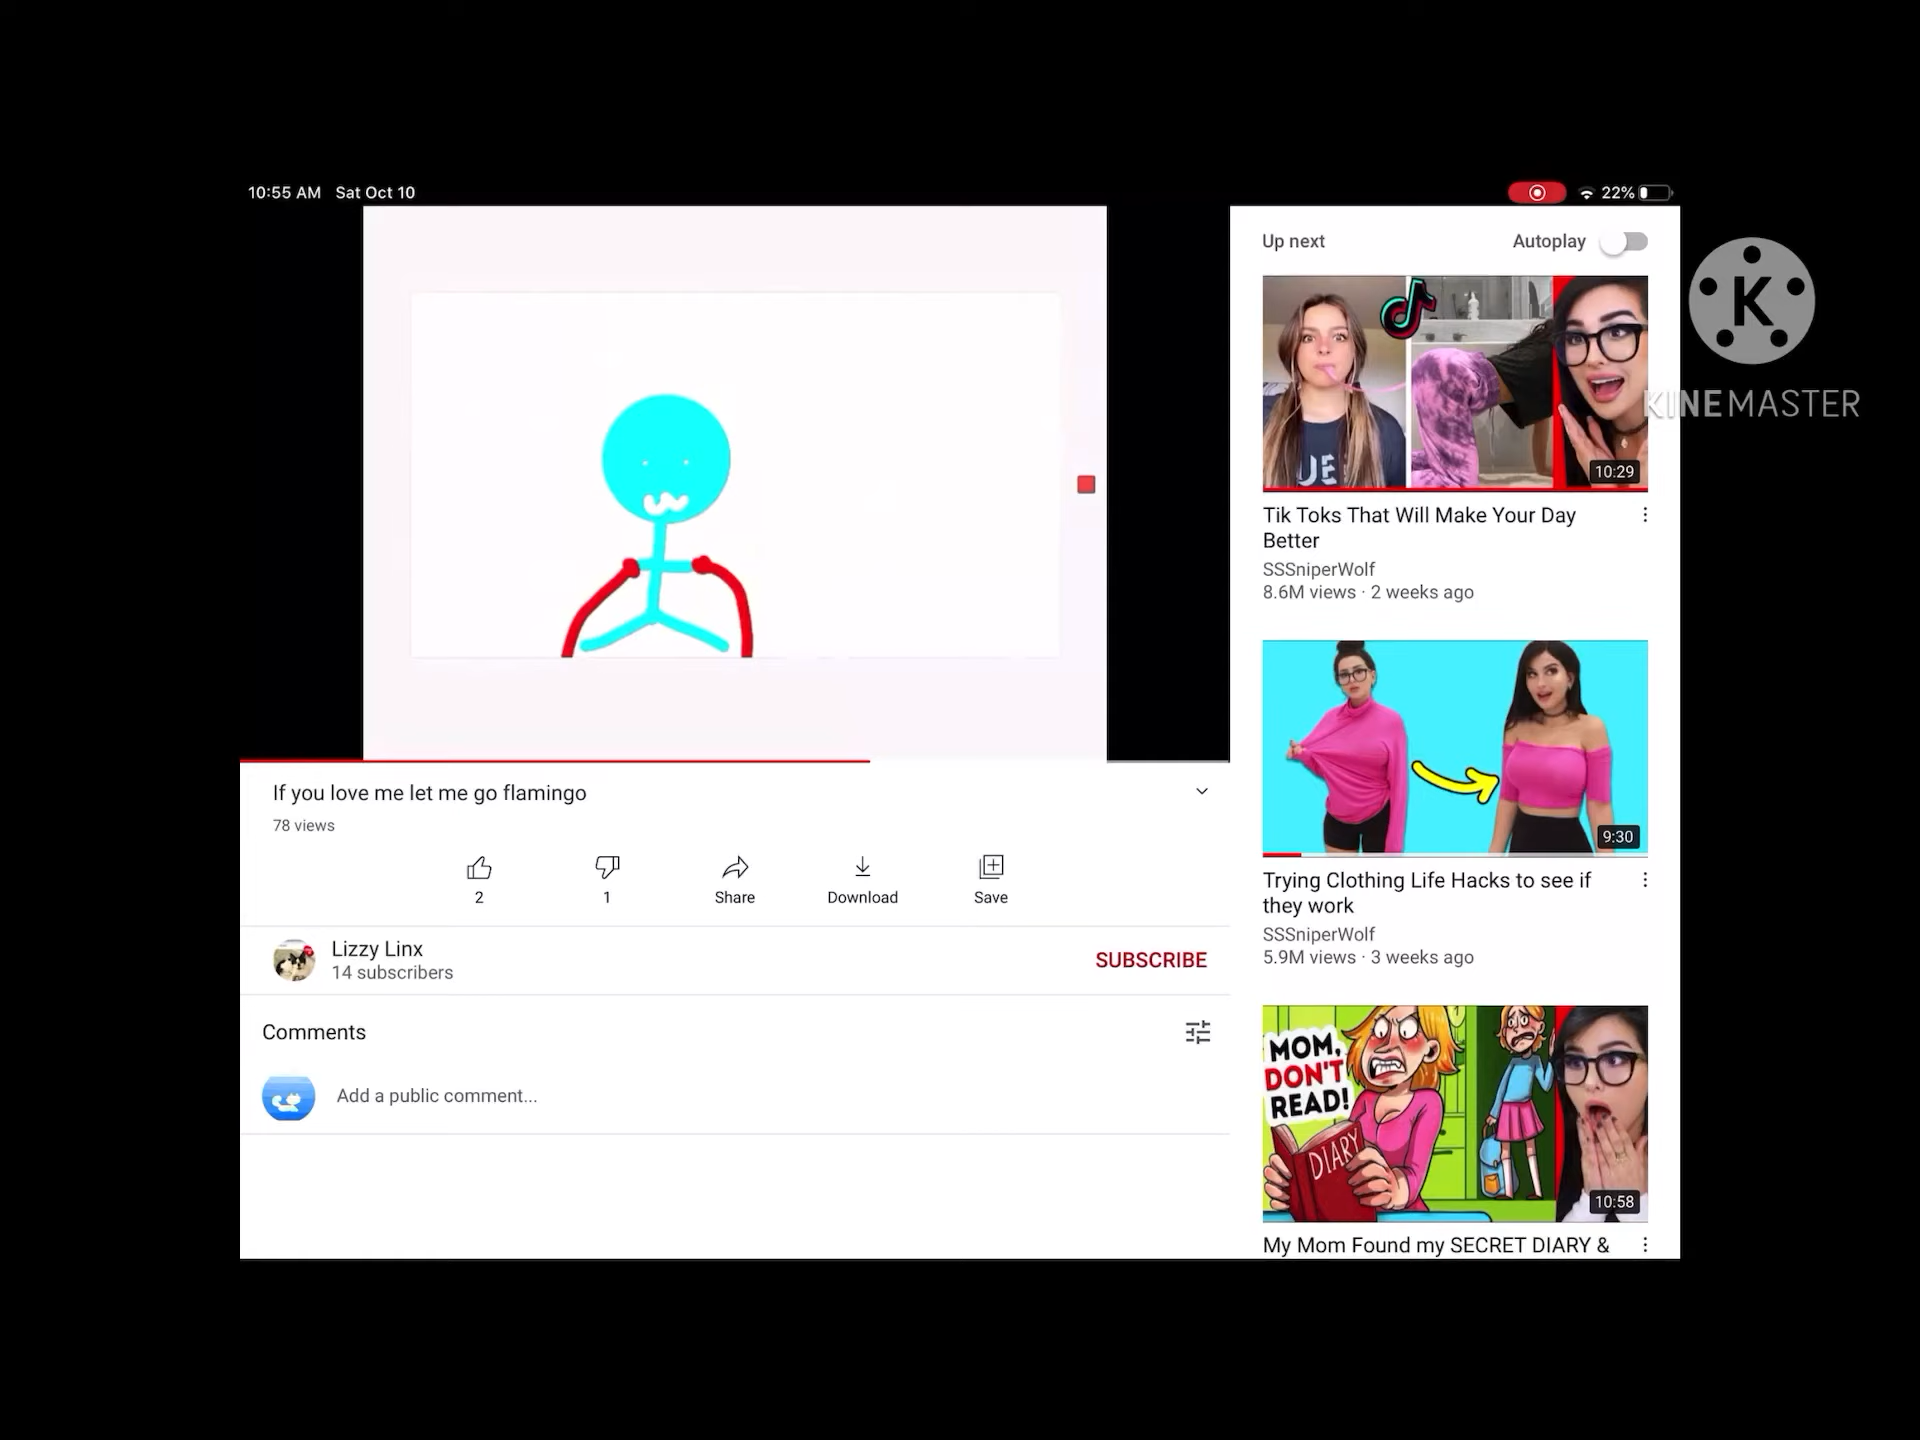 10:55 AM Sat Oct 10
22%
Up next
Autoplay
K
KINEMASTER
10:29
Tik Toks That Will Make Your Day
Better
SSSniperWolf
8.6M views · 2 weeks ago
9:30
Trying Clothing Life Hacks to see if
they work
SSSniperWolf
5.9M views · 3 weeks ago
MOM,
DON'T
READ!
DIARY
10:58
My Mom Found my SECRET DIARY &
If you love me let me go flamingo
78 views
2
1
Share
Download
Save
Lizzy Linx
14 subscribers
SUBSCRIBE
Comments
Add a public comment...